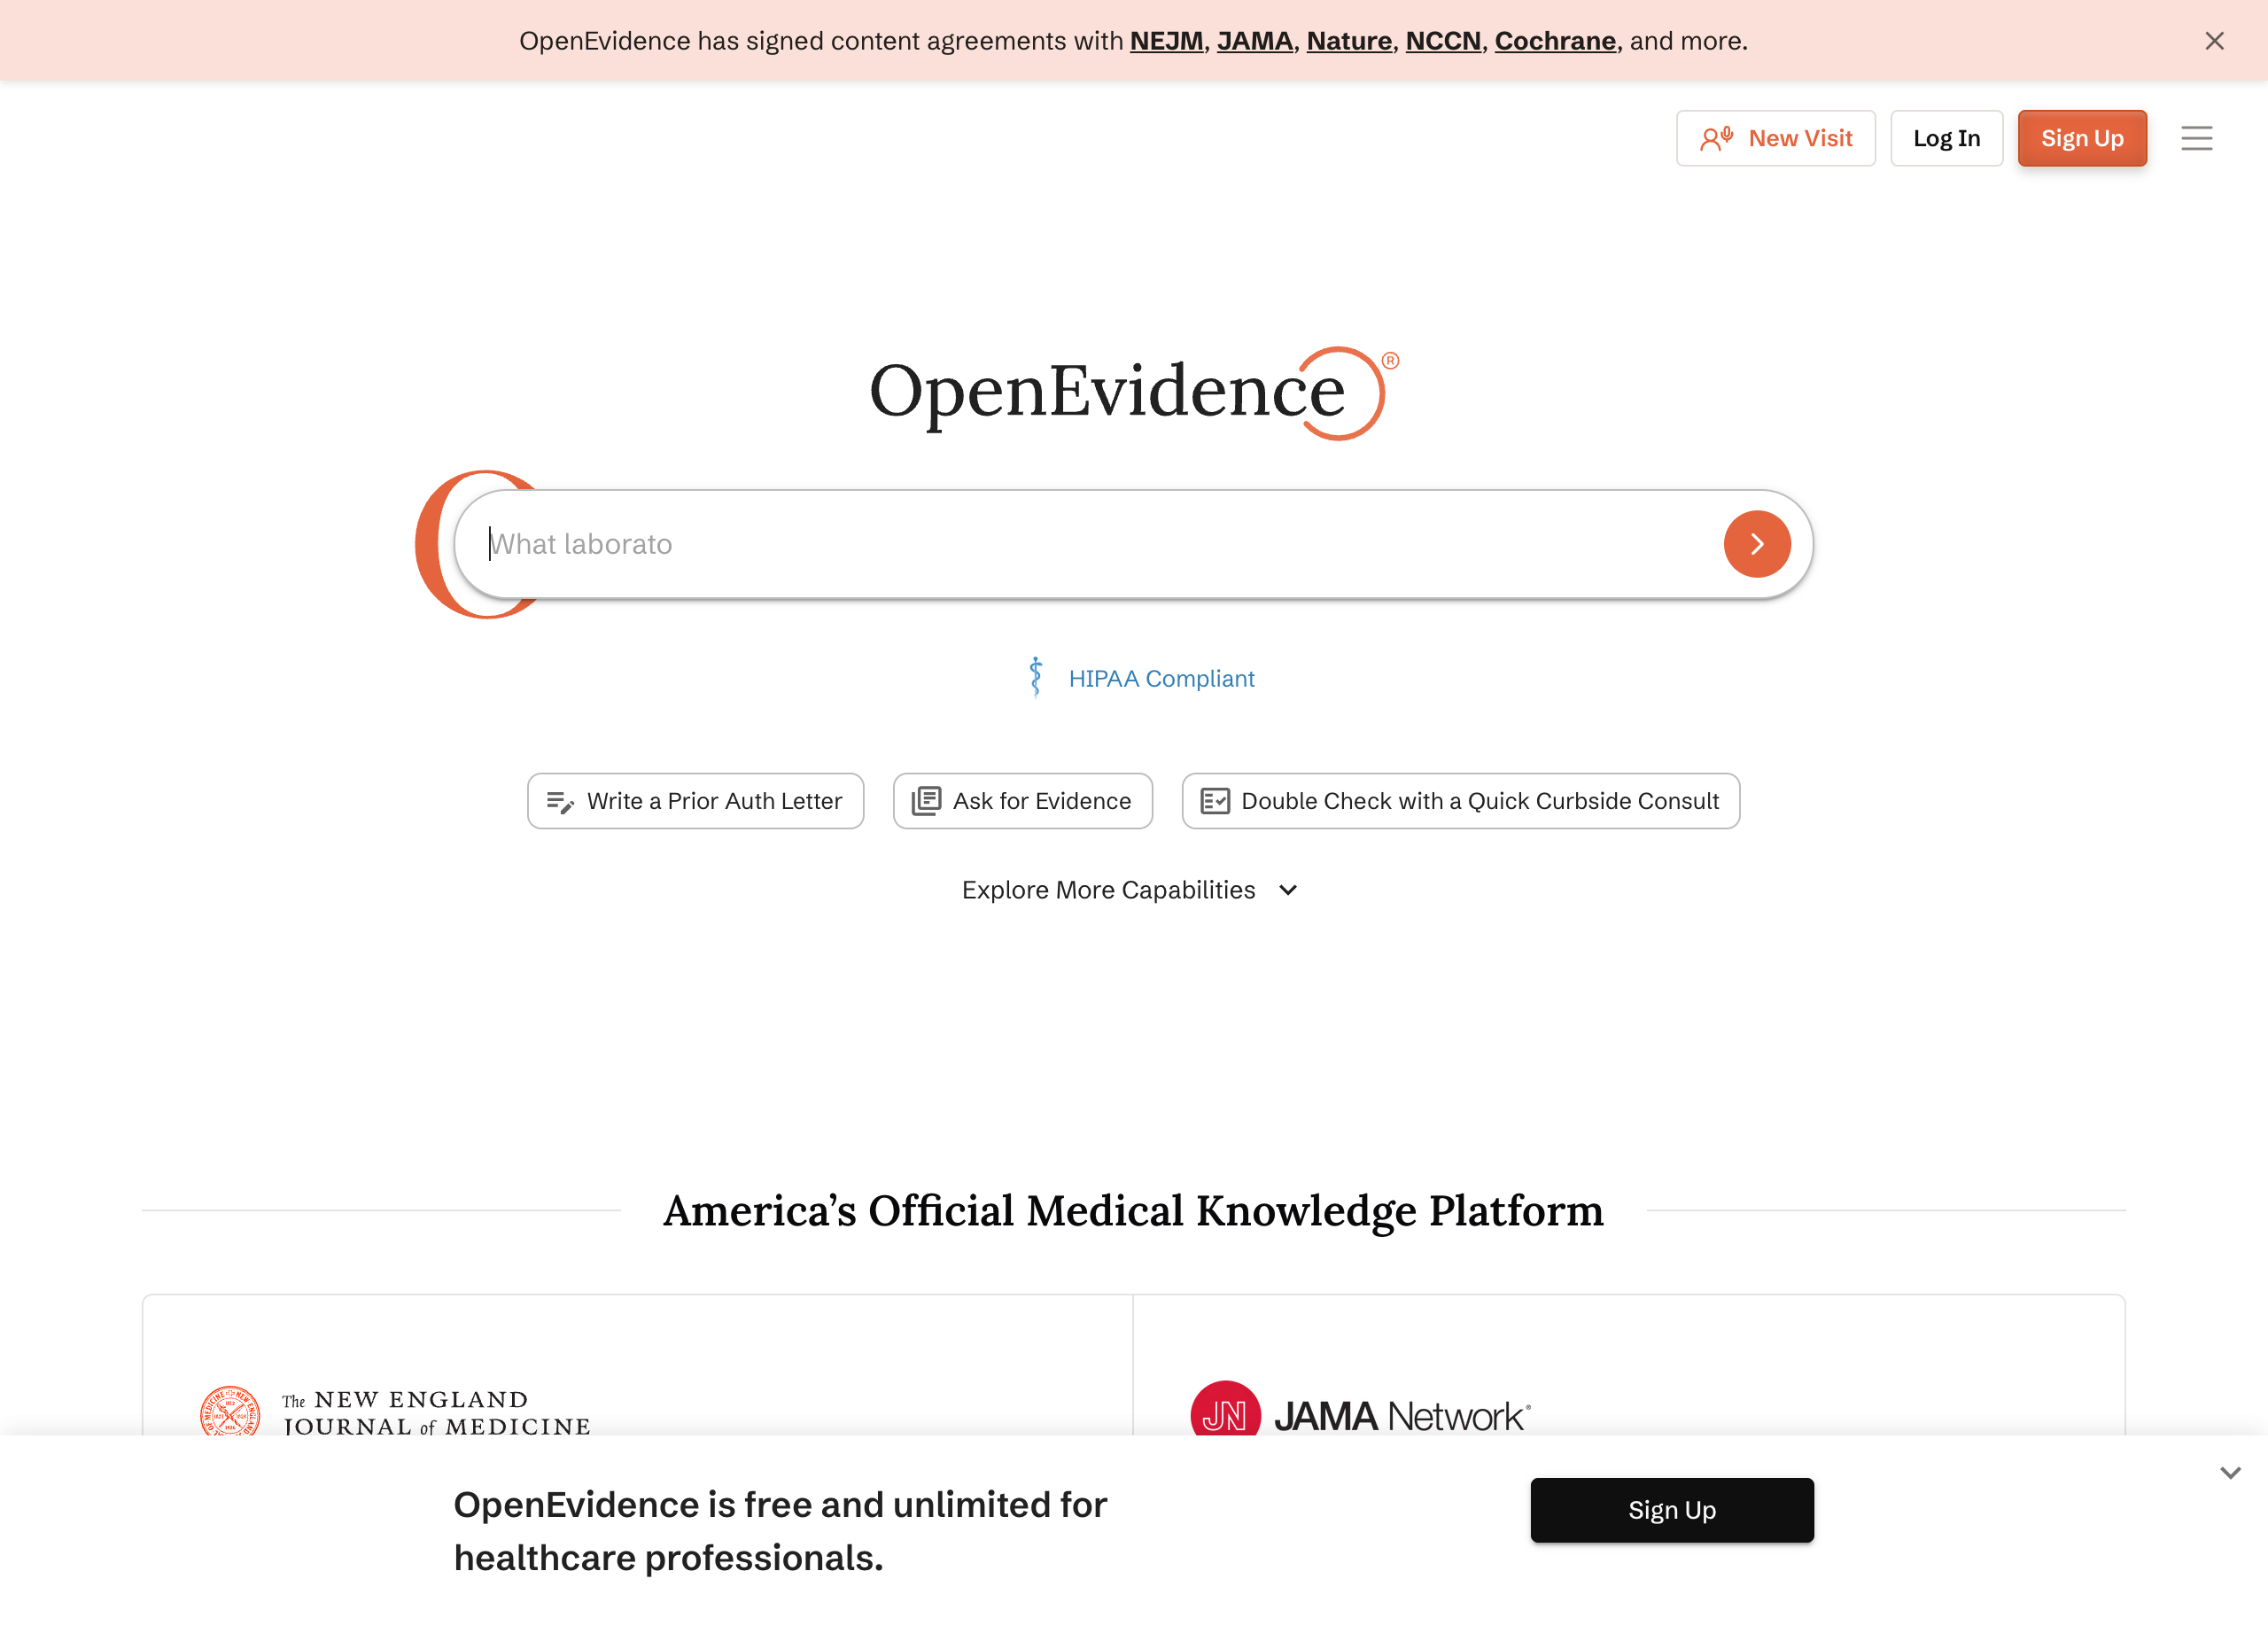 OpenEvidence has signed content agreements with NEJM, JAMA, Nature, NCCN, Cochrane, and more.
New Visit
Log In
Sign Up
OpenEvidence®
What laborato
HIPAA Compliant
Write a Prior Auth Letter
Ask for Evidence
Double Check with a Quick Curbside Consult
Explore More Capabilities
America’s Official Medical Knowledge Platform
The NEW ENGLAND
JOURNAL of MEDICINE
JN JAMA Network®
OpenEvidence is free and unlimited for
healthcare professionals.
Sign Up